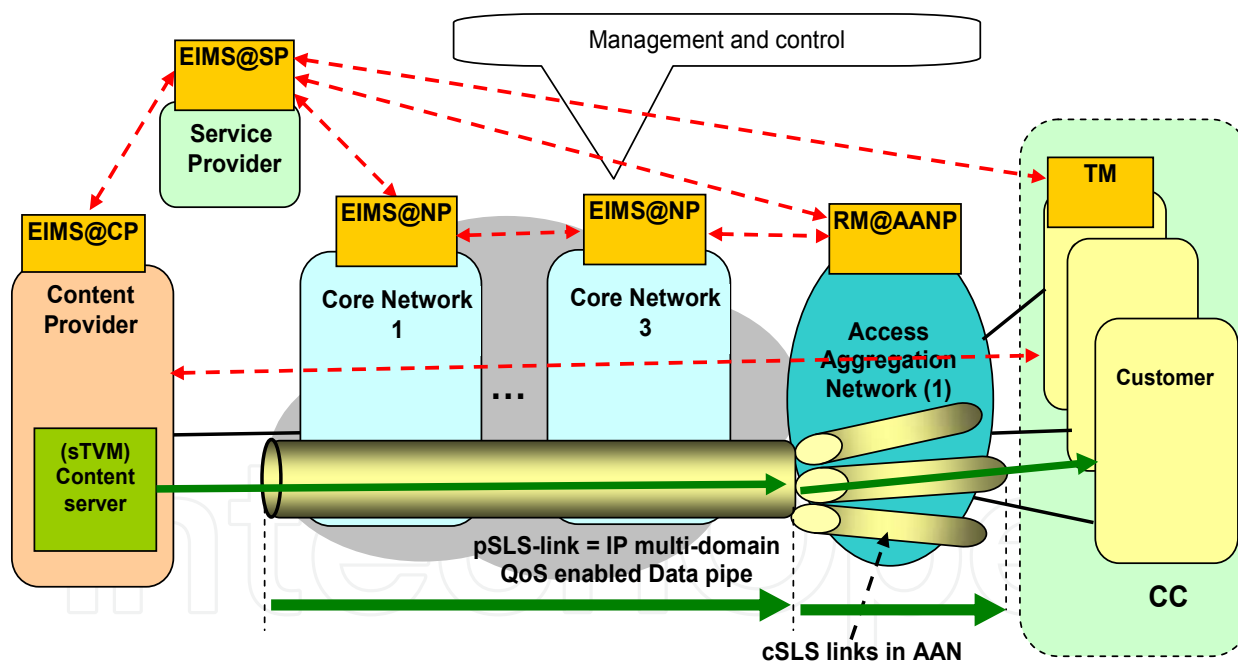 Management and control
EIMS@SP
Service
Provider
TM
EIMS@CP
EIMS@NP
EIMS@NP
RM@AANP
Content
Provider
Core Network
1
Core Network
3
Access
Aggregation
Network (1)
Customer
...
(sTVM)
Content
server
pSLS-link = IP multi-domain
QoS enabled Data pipe
CC
cSLS links in AAN